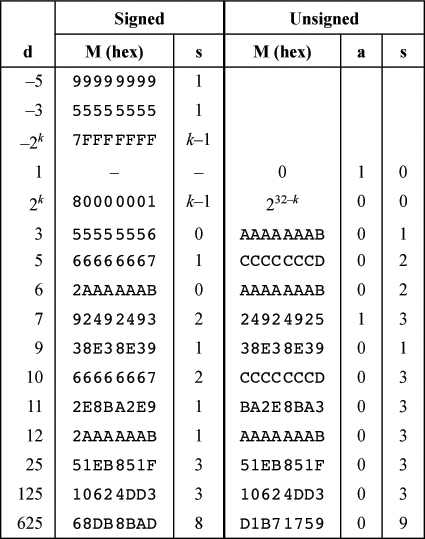 Signed Unsigned
d M (hex) s M (hex) a s
–5 99999999 1
–3 55555555 1
–2ᵏ 7FFFFFFF k–1
1 – – 0 1 0
2ᵏ 80000001 k–1 2³²⁻ᵏ 0 0
3 55555556 0 AAAAAAAB 0 1
5 66666667 1 CCCCCCCD 0 2
6 2AAAAAAB 0 AAAAAAAB 0 2
7 92492493 2 24924925 1 3
9 38E38E39 1 38E38E39 0 1
10 66666667 2 CCCCCCCD 0 3
11 2E8BA2E9 1 BA2E8BA3 0 3
12 2AAAAAAB 1 AAAAAAAB 0 3
25 51EB851F 3 51EB851F 0 3
125 10624DD3 3 10624DD3 0 3
625 68DB8BAD 8 D1B71759 0 9